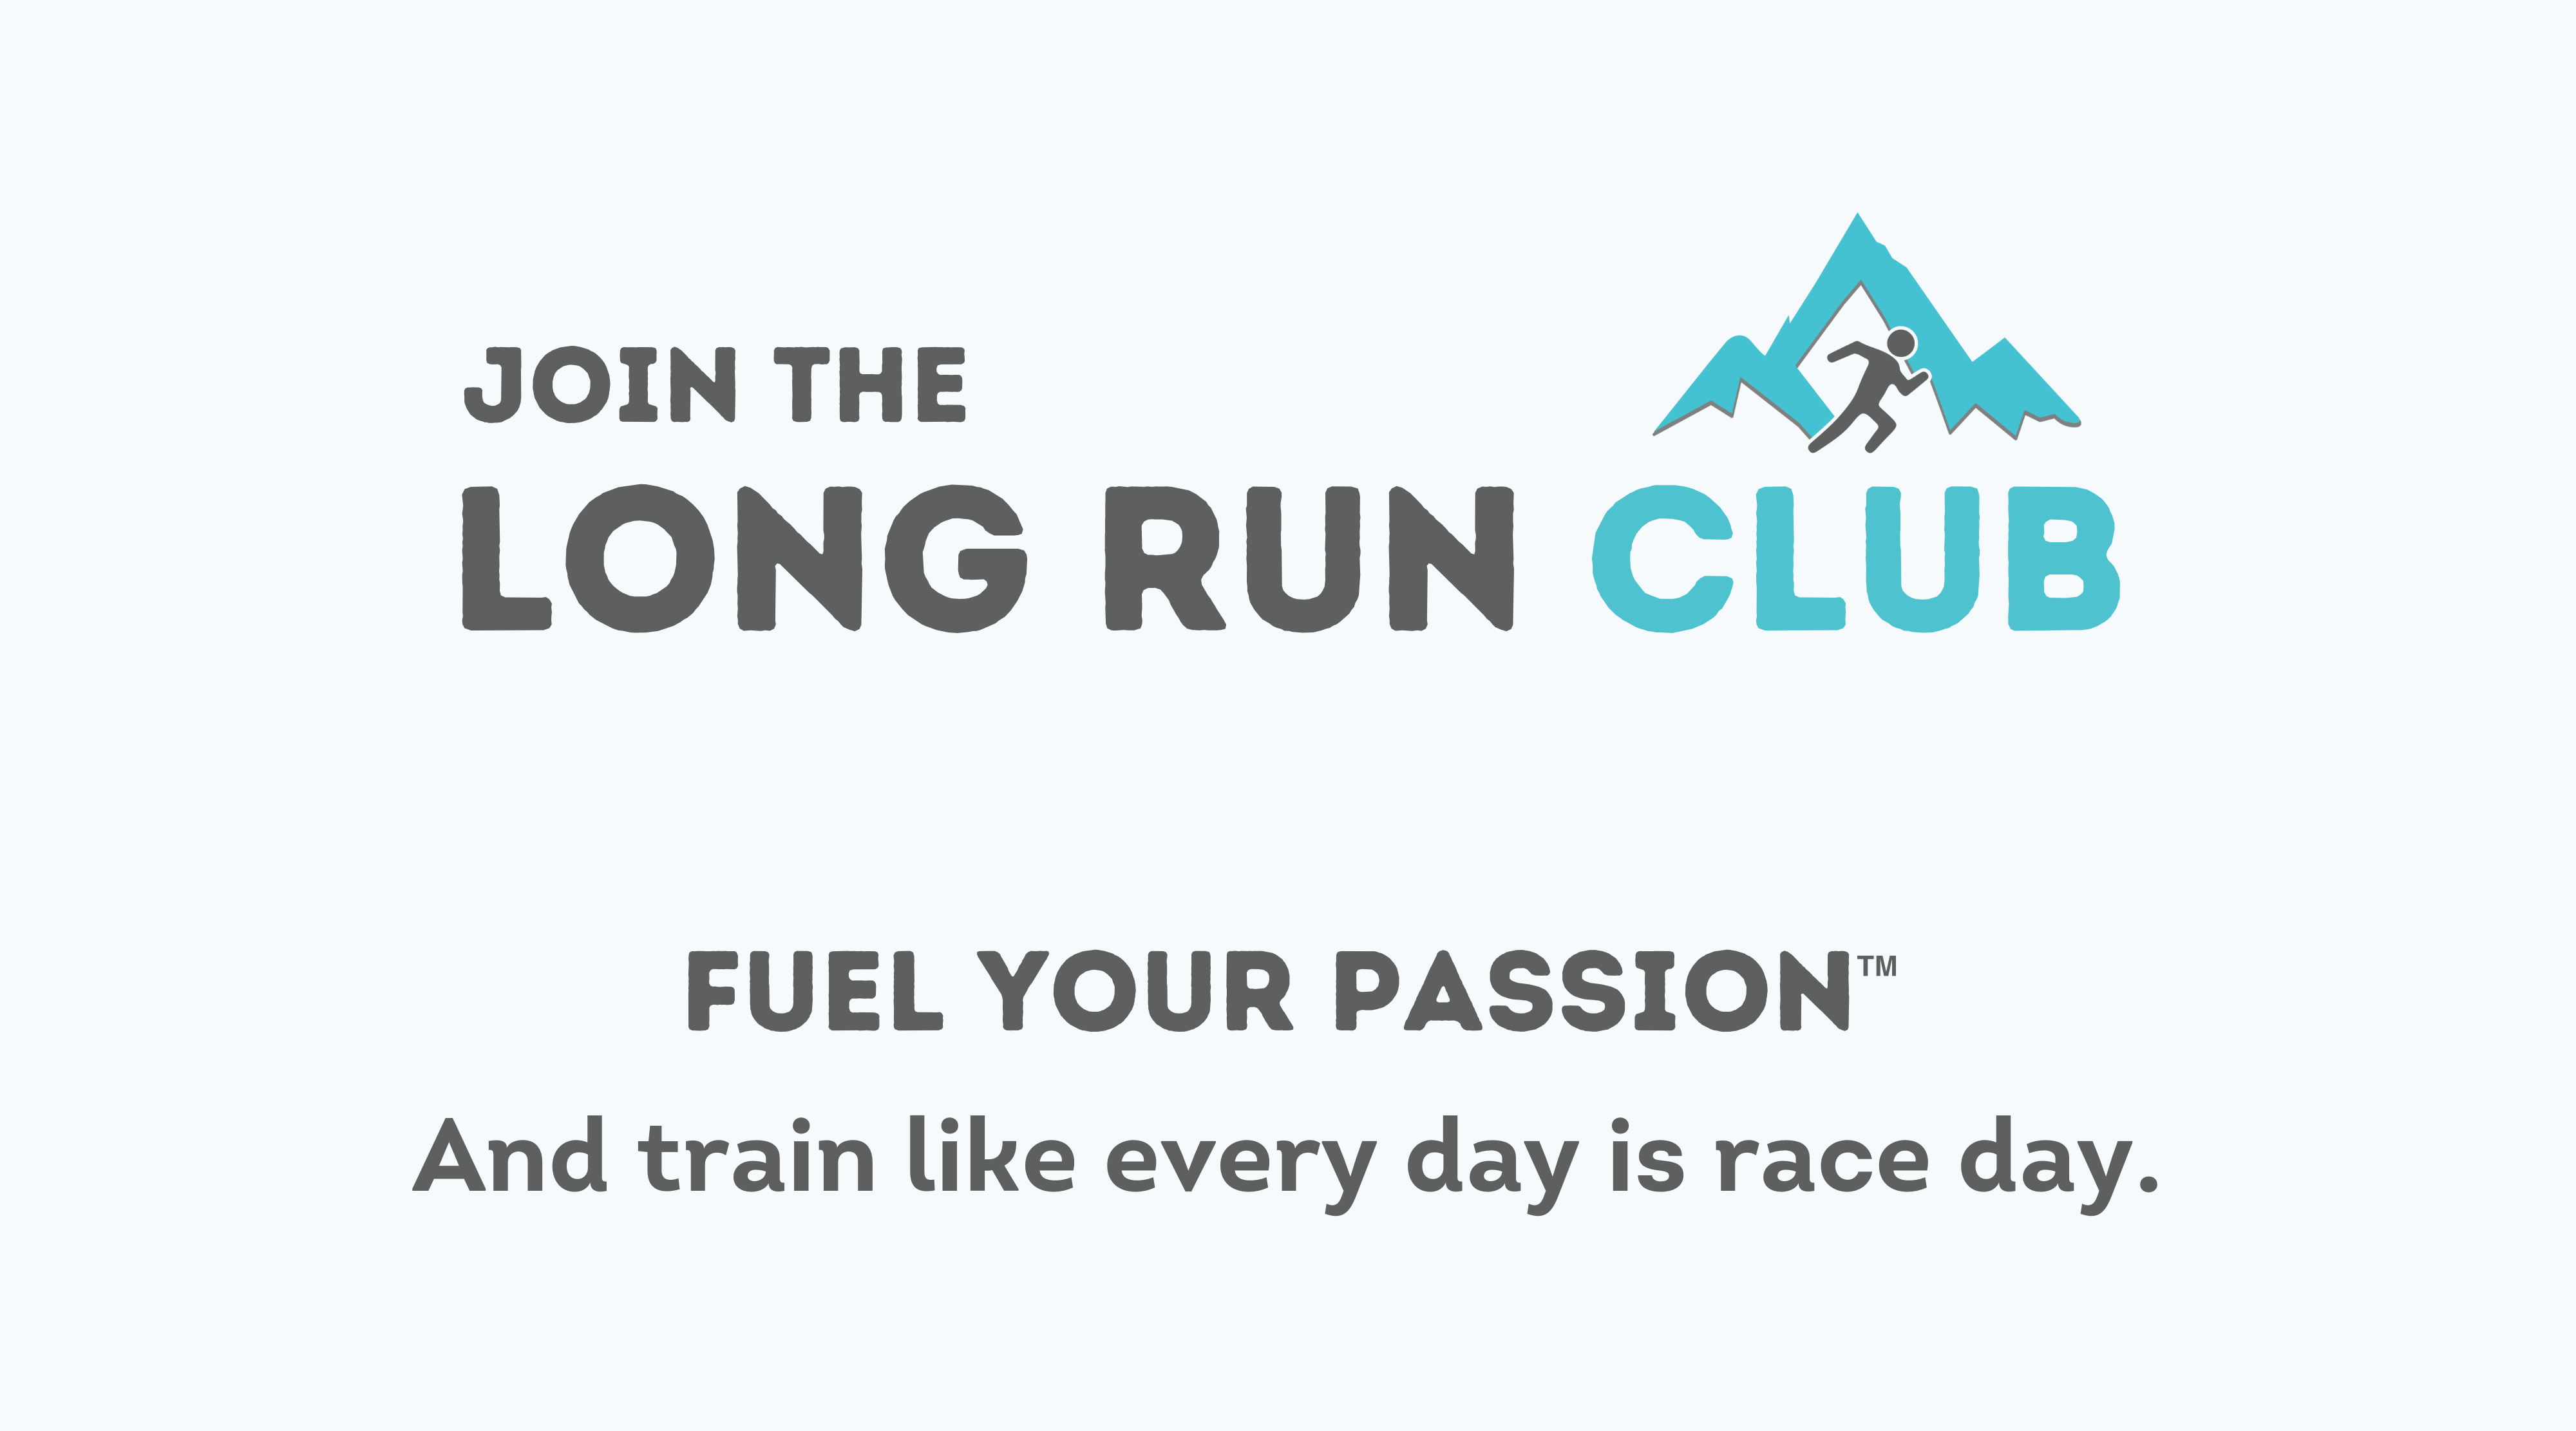 JOIN THE
LONG RUN CLUB
FUEL YOUR PASSION™
And train like every day is race day.